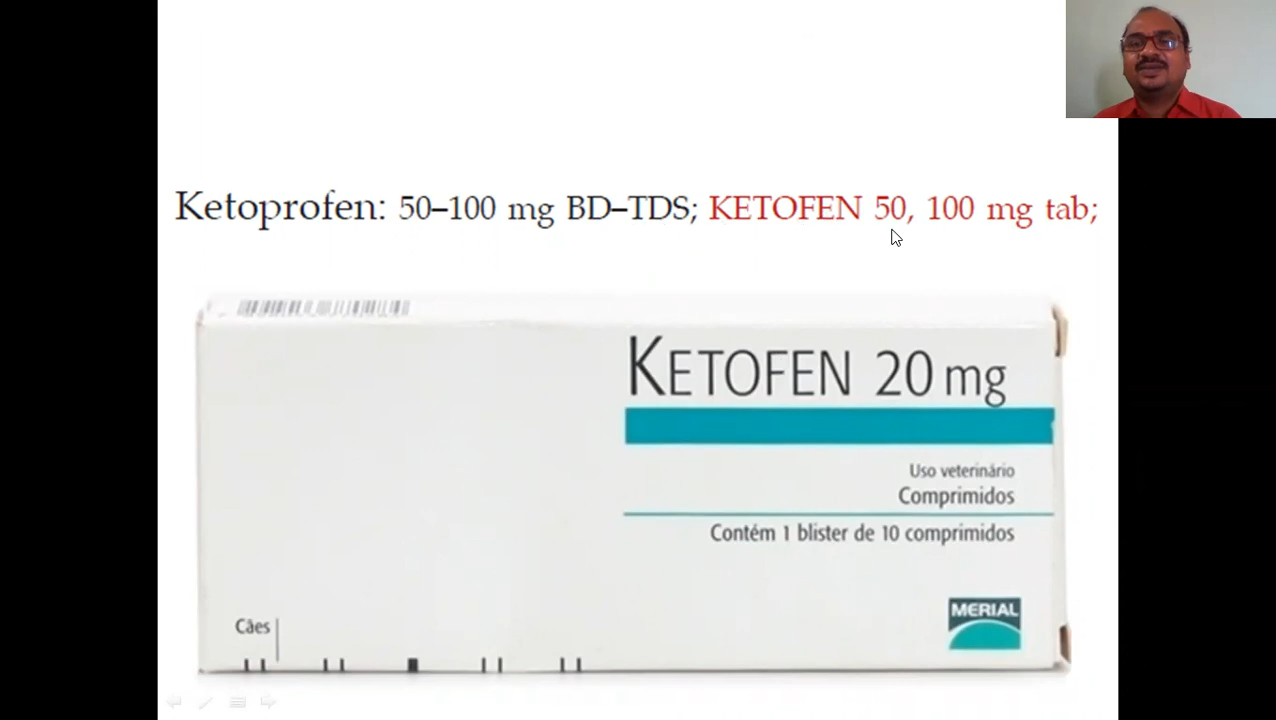 Ketoprofen: 50–100 mg BD–TDS; KETOFEN 50, 100 mg tab;
KETOFEN 20 mg
Uso veterinário
Comprimidos
Contém 1 blister de 10 comprimidos
MERIAL
Cães